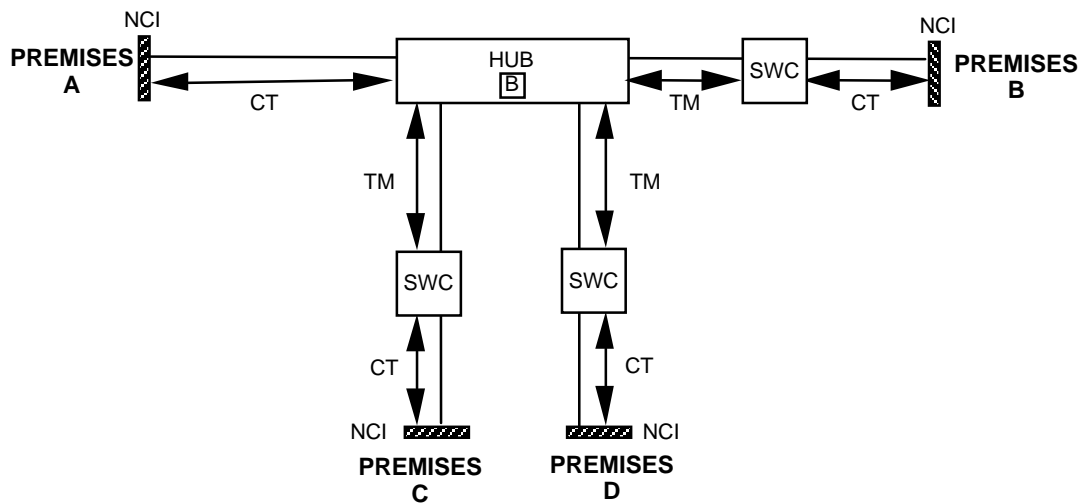 NCI
PREMISES
A
CT
HUB
B
TM
SWC
CT
NCI
PREMISES
B
TM
TM
SWC
SWC
CT
CT
NCI
PREMISES
C
NCI
PREMISES
D